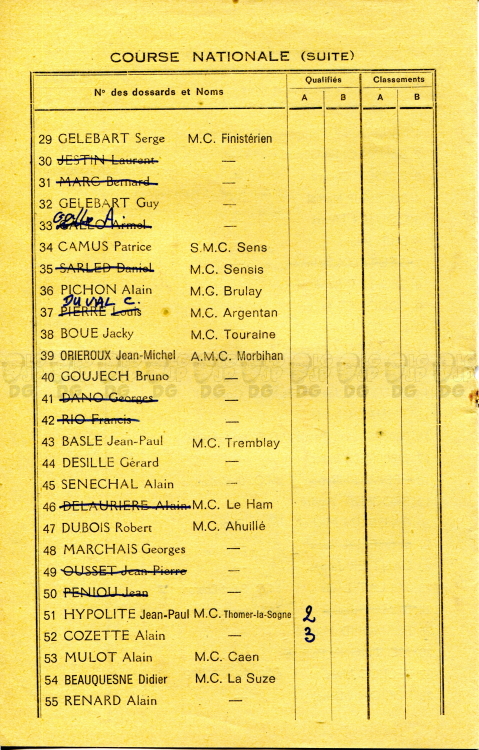 COURSE NATIONALE (SUITE)
Qualifiés Classements
N° des dossards et Noms
A B A B
29 GELEBART Serge M.C. Finistérien
30 JESTIN Laurent —
31 MARC Bernard —
32 GELEBART Guy —
33 GALLO Armel —
34 CAMUS Patrice S.M.C. Sens
35 SARLED Daniel M.C. Sensis
36 PICHON Alain M.G. Brulay
DUVAL C.
37 PIERRE Louis M.C. Argentan
38 BOUE Jacky M.C. Touraine
39 ORIEROUX Jean-Michel A.M.C. Morbihan
40 GOUJECH Bruno —
41 DANO Georges —
42 RIO Francis —
43 BASLE Jean-Paul M.C. Tremblay
44 DESILLE Gérard —
45 SENECHAL Alain —
46 DELAURIERE Alain M.C. Le Ham
47 DUBOIS Robert M.C. Ahuillé
48 MARCHAIS Georges —
49 OUSSET Jean-Pierre —
50 PENIOU Jean —
51 HYPOLITE Jean-Paul M.C. Thomer-la-Sogne 2
52 COZETTE Alain — 3
53 MULOT Alain M.C. Caen
54 BEAUQUESNE Didier M.C. La Suze
55 RENARD Alain —